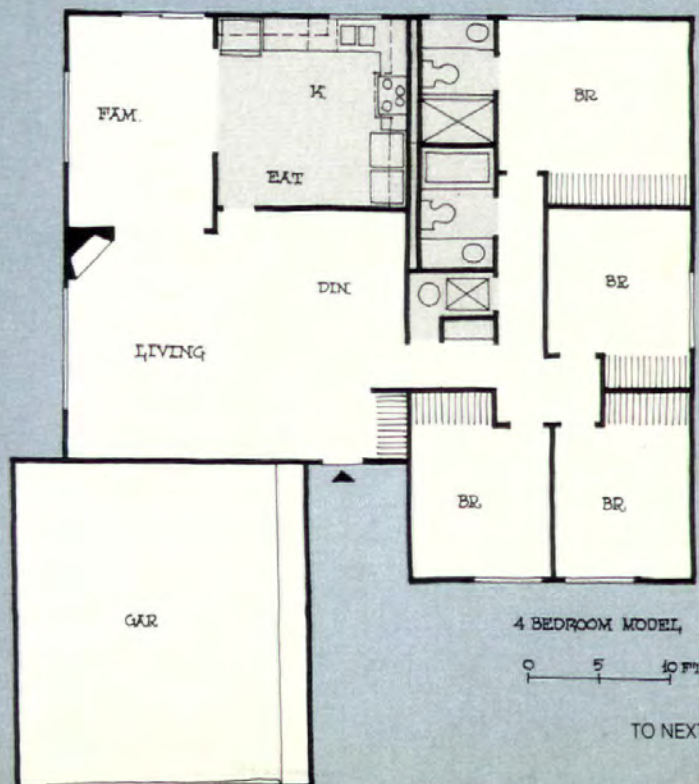 FAM.
K
BR
EAT
DIN.
BR
LIVING
BR
BR
GAR
4 BEDROOM MODEL
0 5 10 FT
TO NEXT